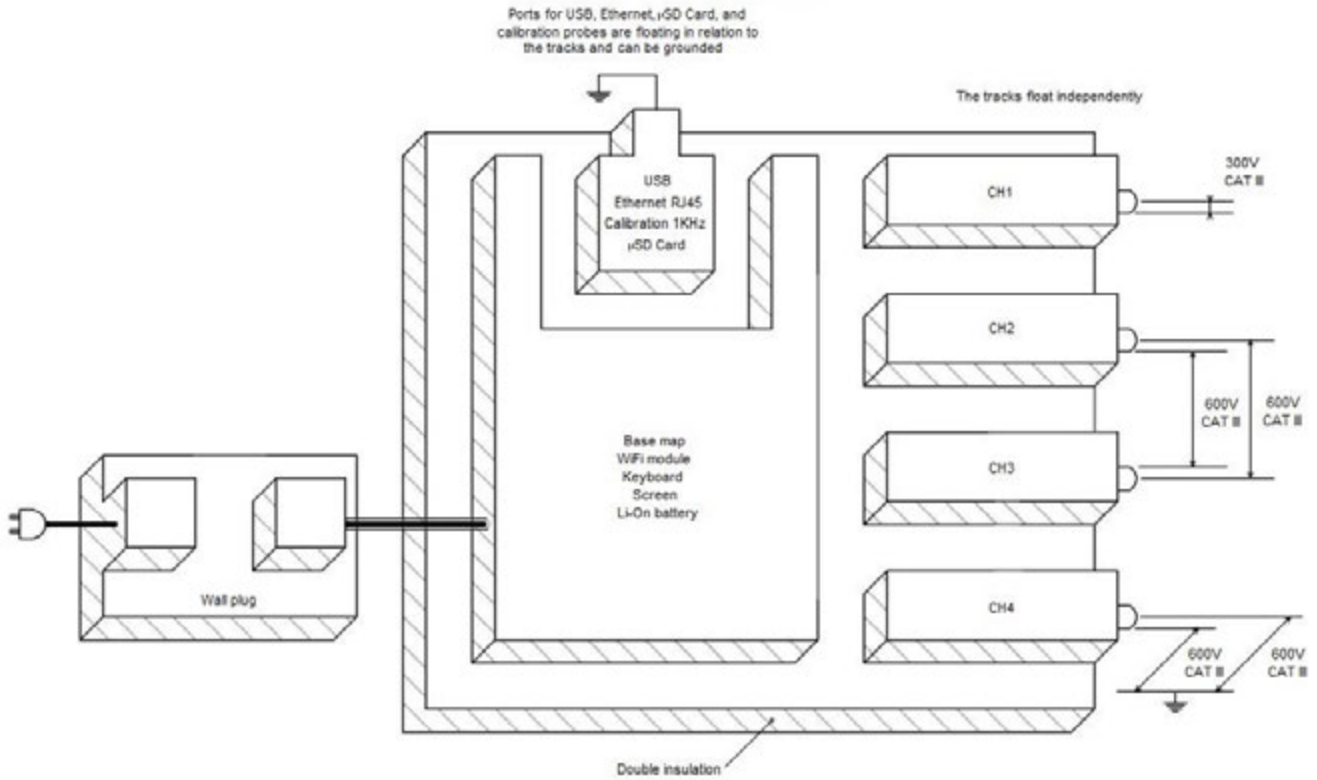 Ports for USB, Ethernet,µSD Card, and
calibration probes are floating in relation to
the tracks and can be grounded
The tracks float independently
USB
Ethernet RJ45
Calibration 1KHz
µSD Card
CH1
300V
CAT III
CH2
600V
CAT III
600V
CAT III
CH3
Base map
WiFi module
Keyboard
Screen
Li-On battery
Wall plug
CH4
600V
CAT III
600V
CAT III
Double insulation